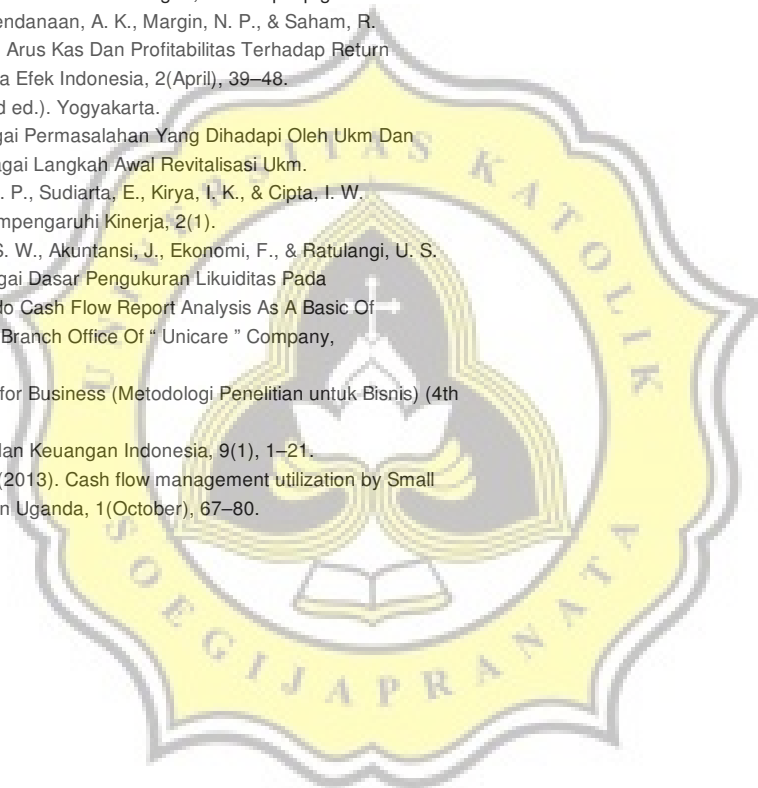 endanaan, A. K., Margin, N. P., & Saham, R.
Arus Kas Dan Profitabilitas Terhadap Return
a Efek Indonesia, 2(April), 39–48.
d ed.). Yogyakarta.
gai Permasalahan Yang Dihadapi Oleh Ukm Dan
agai Langkah Awal Revitalisasi Ukm.
. P., Sudiarta, E., Kirya, I. K., & Cipta, I. W.
mpengaruhi Kinerja, 2(1).
S. W., Akuntansi, J., Ekonomi, F., & Ratulangi, U. S.
gai Dasar Pengukuran Likuiditas Pada
do Cash Flow Report Analysis As A Basic Of
Branch Office Of “ Unicare ” Company,
for Business (Metodologi Penelitian untuk Bisnis) (4th
dan Keuangan Indonesia, 9(1), 1–21.
(2013). Cash flow management utilization by Small
n Uganda, 1(October), 67–80.
UNIVERSITAS KATOLIK
SOEGIJAPRANATA